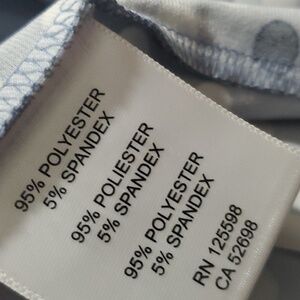 95% POLYESTER
5% SPANDEX
95% POLIESTER
5% SPANDEX
95% POLYESTER
5% SPANDEX
RN 125598
CA 52698